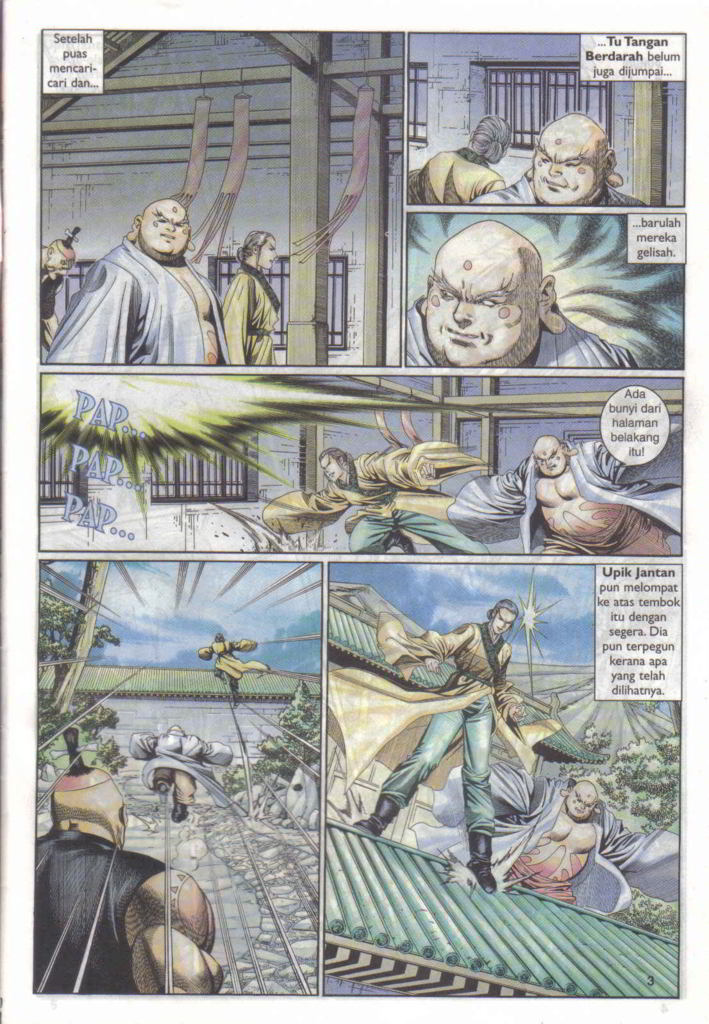 Setelah
puas
mencari-
cari dan...
...Tu Tangan
Berdarah belum
juga dijumpai...
...barulah
mereka
gelisah.
PAP...
PAP...
PAP...
Ada
bunyi dari
halaman
belakang
itu!
Upik Jantan
pun melompat
ke atas tembok
itu dengan
segera. Dia
pun terpegun
kerana apa
yang telah
dilihatnya.
3